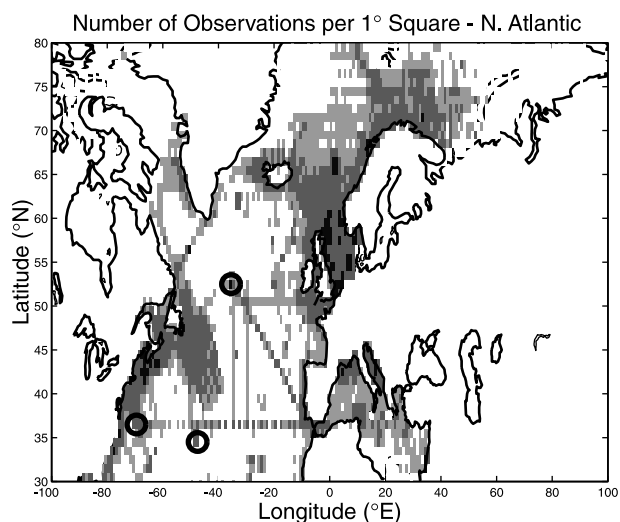 Number of Observations per 1° Square - N. Atlantic
80
75
70
65
60
55
50
45
40
35
30
Latitude (°N)
-100 -80 -60 -40 -20 0 20 40 60 80 100
Longitude (°E)